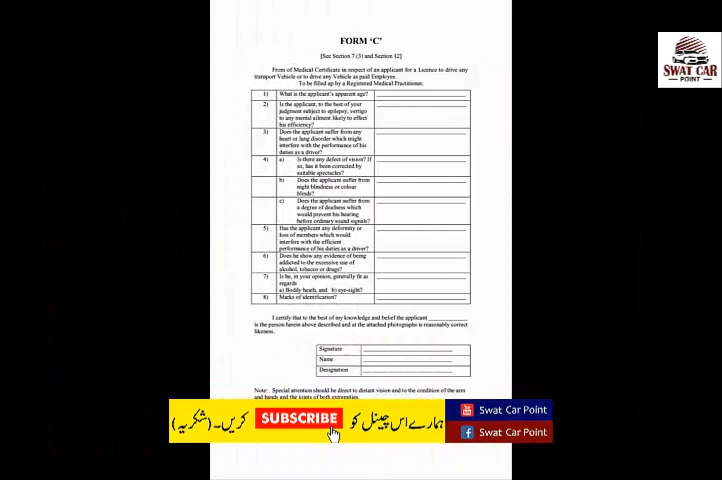 FORM ‘C’
[See Section 7 (3) and Section 12]
From of Medical Certificate in respect of an applicant for a Licence to drive any
transport Vehicle or to drive any Vehicle as paid Employee.
To be filled up by a Registered Medical Practitioner.
1) What is the applicant's apparent age?
2) Is the applicant, to the best of your
judgment subject to epilepsy, vertigo
to any mental ailment likely to effect
his efficiency?
3) Does the applicant suffer from any
heart or lung disorder which might
interfere with the performance of his
duties as a driver?
4) a) Is there any defect of vision? If
so, has it been corrected by
suitable spectacles?
b) Does the applicant suffer from
night blindness or colour
blinds?
c) Does the applicant suffer from
a degree of deafness which
would prevent his hearing
before ordinary sound signals?
5) Has the applicant any deformity or
loss of members which would
interfere with the efficient
performance of his duties as a driver?
6) Does he show any evidence of being
addicted to the excessive use of
alcohol, tobacco or drugs?
7) Is he, in your opinion, generally fit as
regards
a) Bodily heath, and b) eye-sight?
8) Marks of identification?
I certify that to the best of my knowledge and belief the applicant
is the person herein above described and at the attached photographs is reasonably correct
likeness.
Signature
Name
Designation
Note: Special attention should be direct to distant vision and to the condition of the arm
and hands and the joints of both extremities.
ہمارے اس چینل کو SUBSCRIBE کریں۔ (شکریہ)
You Tube Swat Car Point
f Swat Car Point
SWAT CAR
POINT